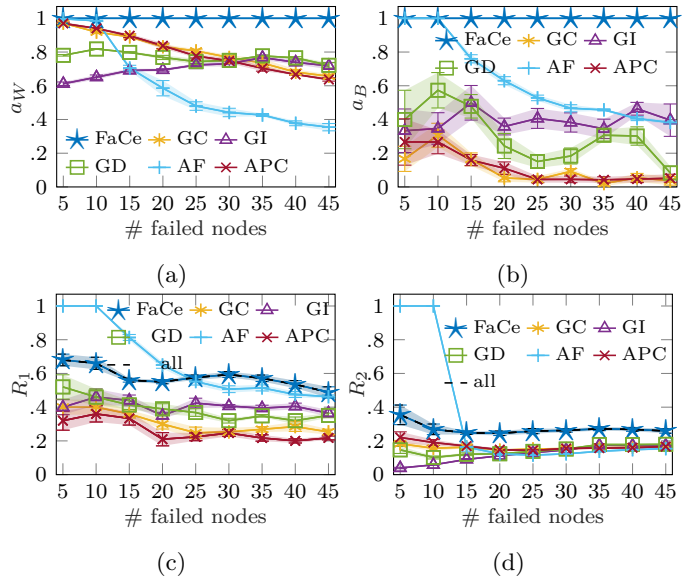 1
.8
.6
.4
.2
0
a_W
FaCe GC GI
GD AF APC
5 10 15 20 25 30 35 40 45
# failed nodes
(a)
1
.8
.6
.4
.2
0
a_B
FaCe GC GI
GD AF APC
5 10 15 20 25 30 35 40 45
# failed nodes
(b)
1
.8
.6
.4
.2
0
R_1
FaCe GC GI
GD AF APC
all
5 10 15 20 25 30 35 40 45
# failed nodes
(c)
1
.8
.6
.4
.2
0
R_2
FaCe GC GI
GD AF APC
all
5 10 15 20 25 30 35 40 45
# failed nodes
(d)